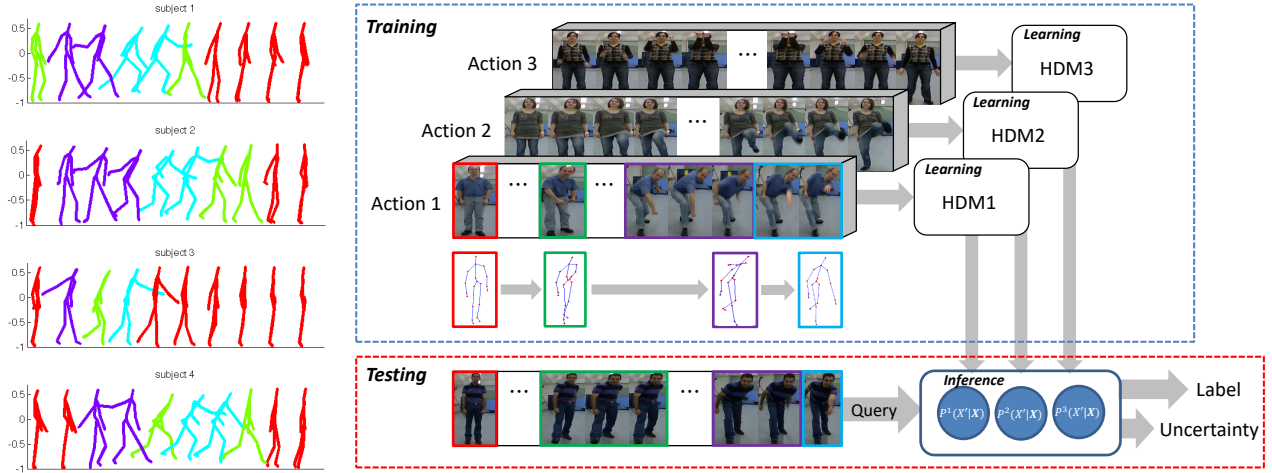 subject 1
0.5
0
-0.5
-1
subject 2
0.5
0
-0.5
-1
subject 3
0.5
0
-0.5
-1
subject 4
0.5
0
-0.5
-1
Training
Action 3
...
Learning
HDM3
Action 2
...
Learning
HDM2
Action 1
... ...
Learning
HDM1
Testing
... ...
Query
Inference
P¹(X'|X) P²(X'|X) P³(X'|X)
Label
Uncertainty